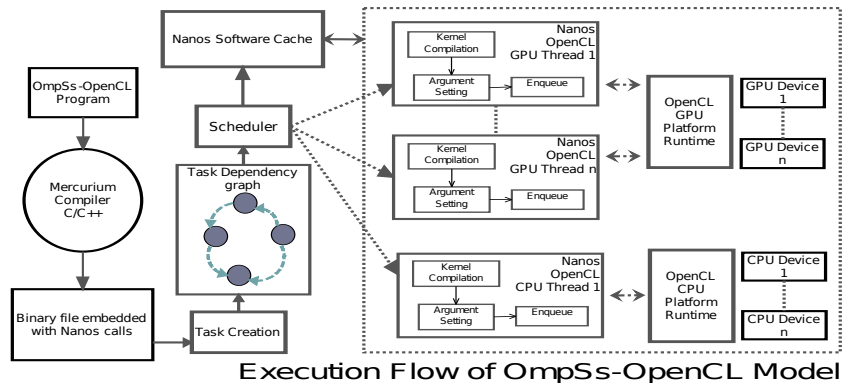 OmpSs-OpenCL
Program
Mercurium
Compiler
C/C++
Binary file embedded
with Nanos calls
Task Creation
Task Dependency
graph
Scheduler
Nanos Software Cache
Nanos
OpenCL
GPU Thread 1
Kernel
Compilation
Argument
Setting
Enqueue
Nanos
OpenCL
GPU Thread n
Kernel
Compilation
Argument
Setting
Enqueue
Nanos
OpenCL
CPU Thread 1
Kernel
Compilation
Argument
Setting
Enqueue
OpenCL
GPU
Platform
Runtime
GPU Device
1
GPU Device
n
OpenCL
CPU
Platform
Runtime
CPU Device
1
CPU Device
n
Execution Flow of OmpSs-OpenCL Model